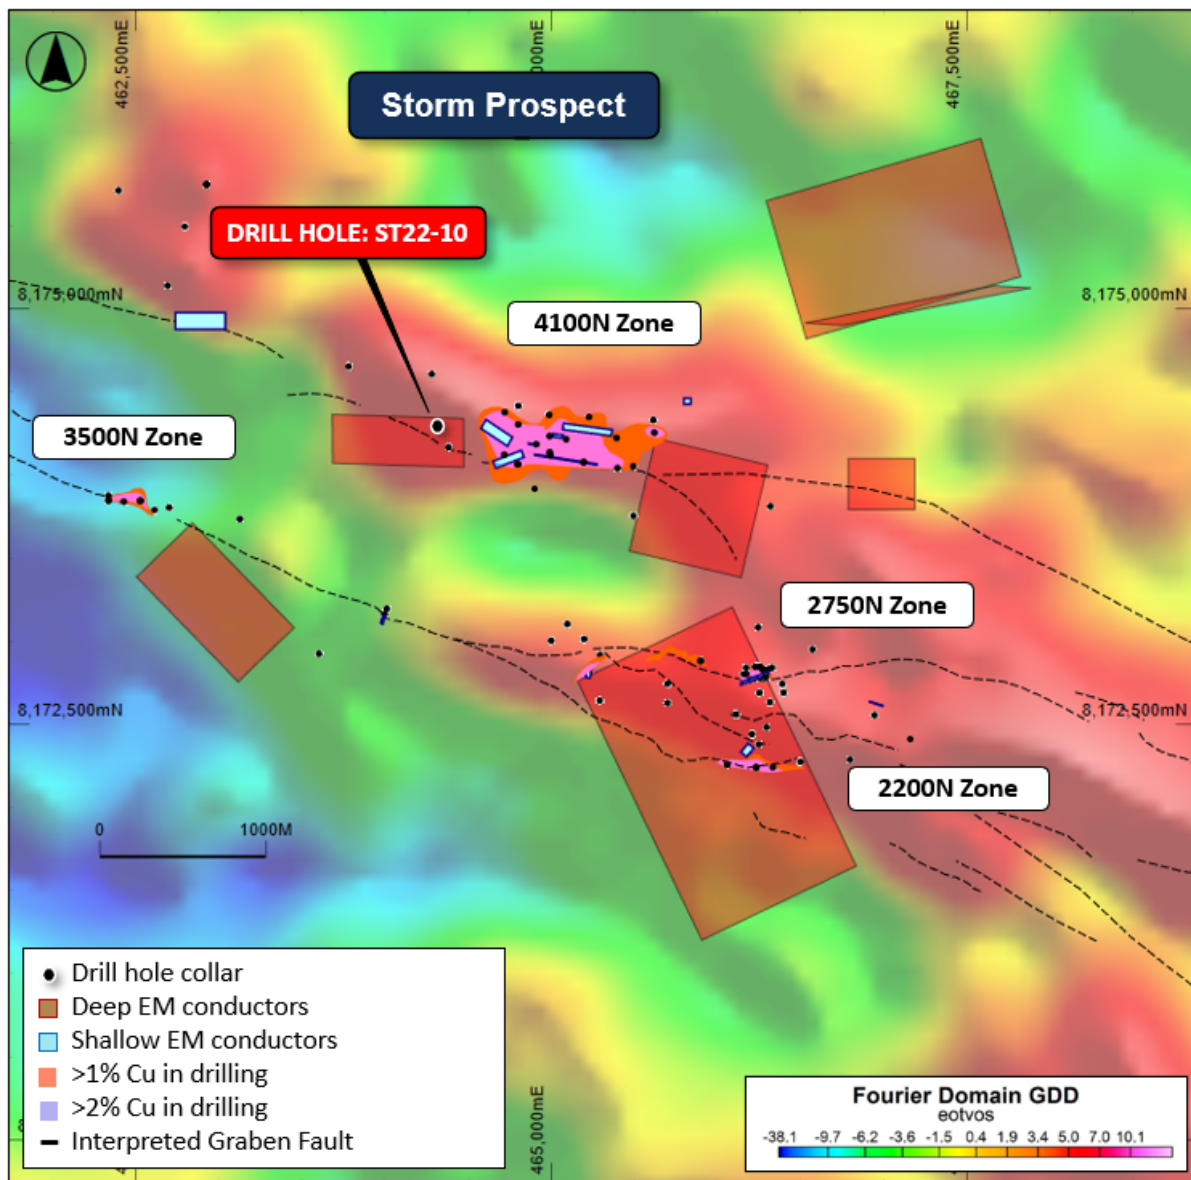 462,500mE
000mE
467,500mE
Storm Prospect
DRILL HOLE: ST22-10
8,175,000mN
8,175,000mN
4100N Zone
3500N Zone
2750N Zone
8,172,500mN
8,172,500mN
2200N Zone
0 1000M
Drill hole collar
Deep EM conductors
Shallow EM conductors
>1% Cu in drilling
>2% Cu in drilling
Interpreted Graben Fault
465,000mE
Fourier Domain GDD
eotvos
-38.1 -9.7 -6.2 -3.6 -1.5 0.4 1.9 3.4 5.0 7.0 10.1